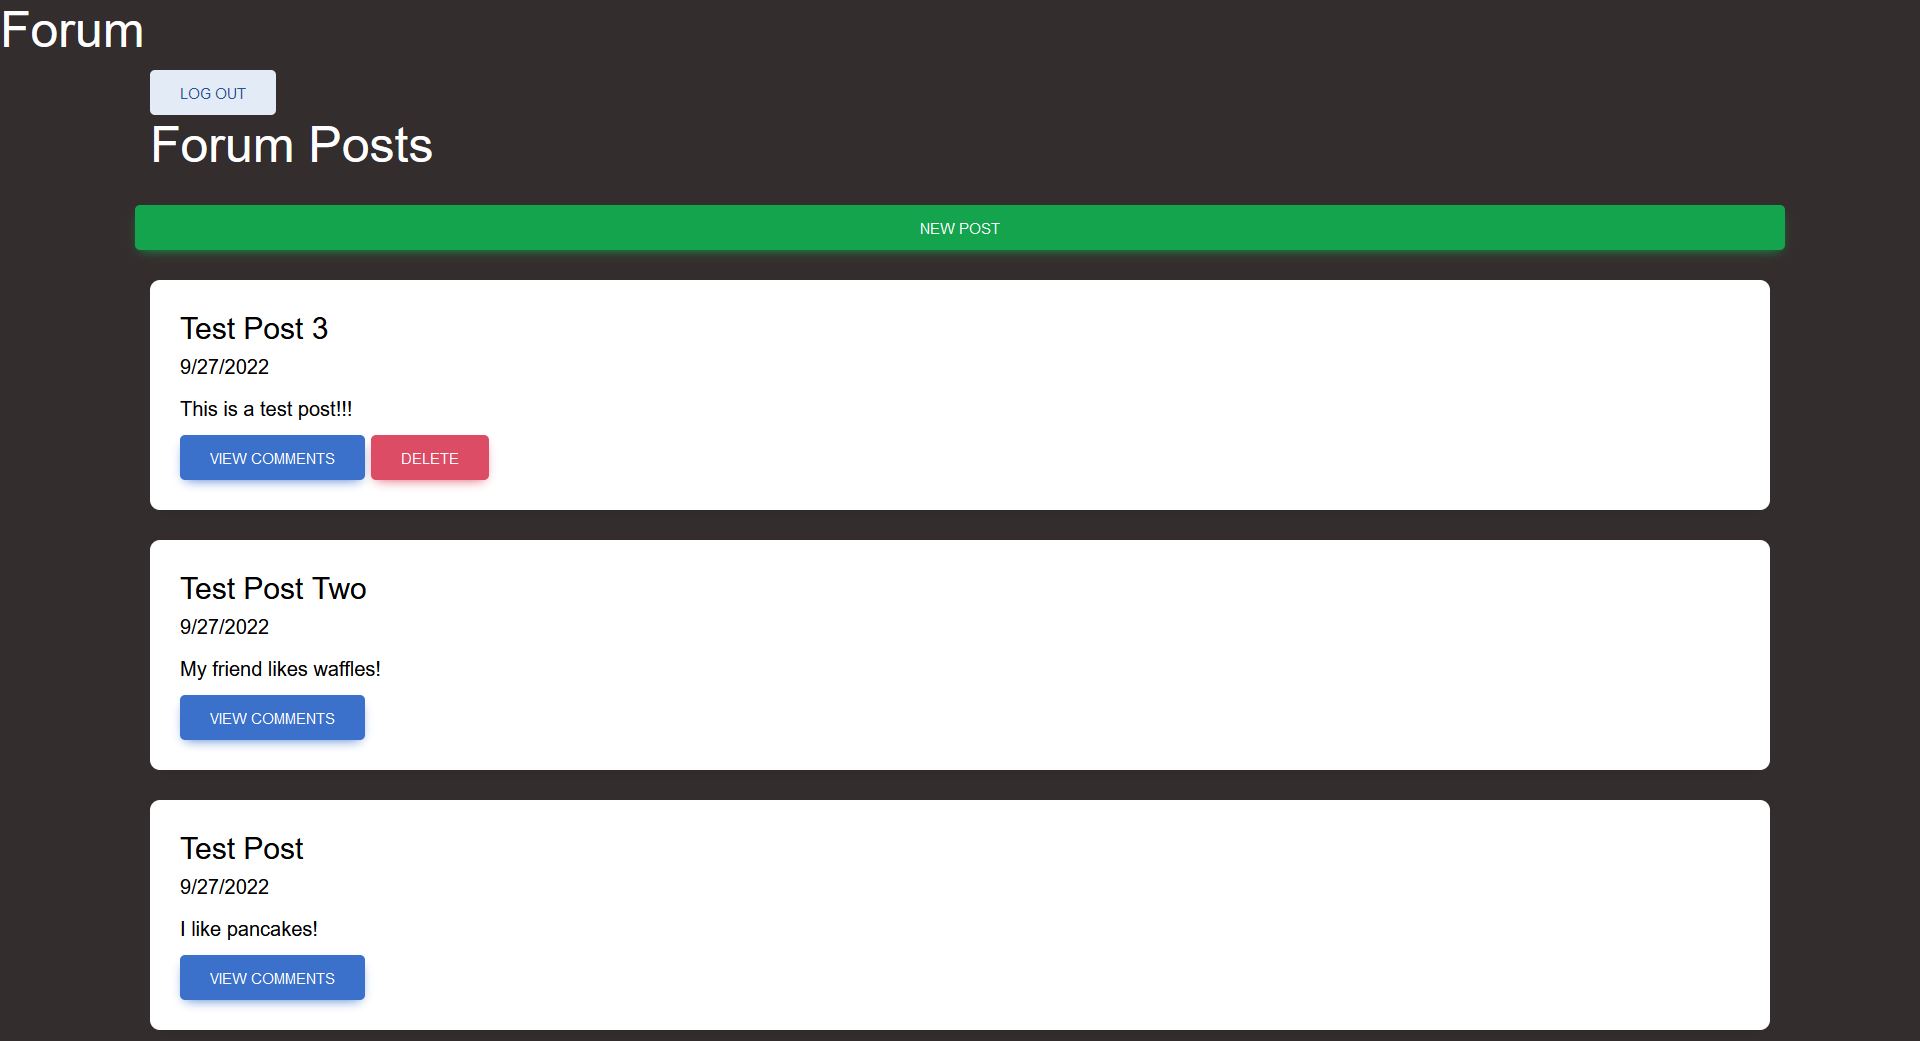 Forum
LOG OUT
Forum Posts
NEW POST
Test Post 3
9/27/2022
This is a test post!!!
VIEW COMMENTS DELETE
Test Post Two
9/27/2022
My friend likes waffles!
VIEW COMMENTS
Test Post
9/27/2022
I like pancakes!
VIEW COMMENTS